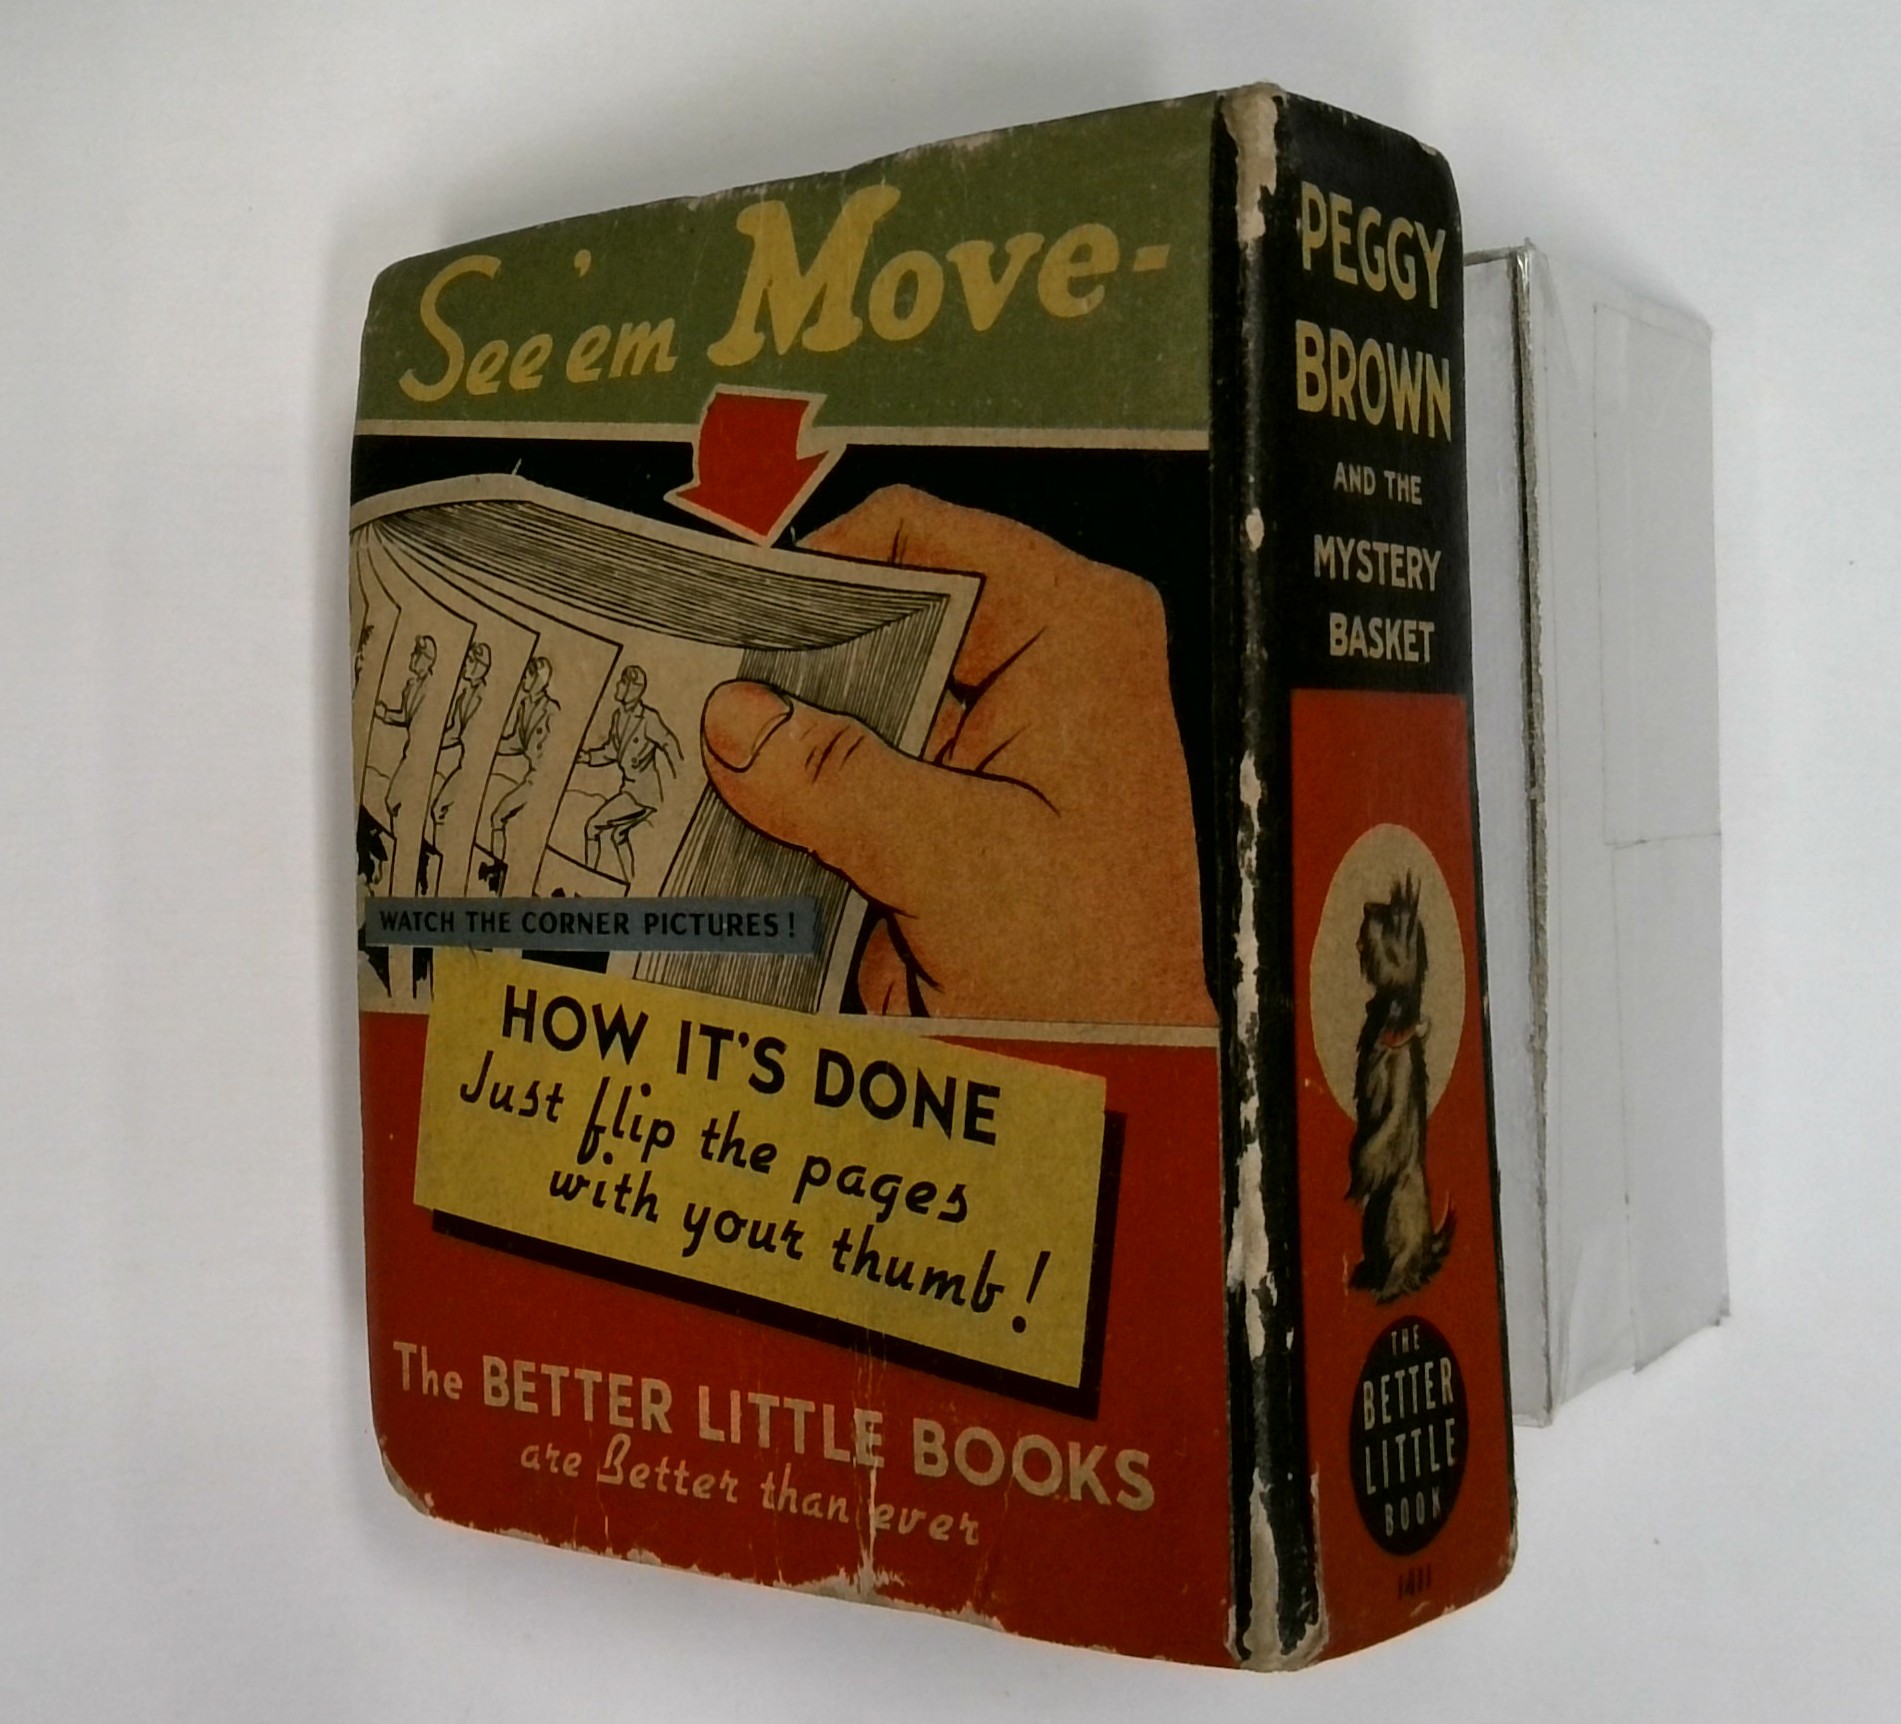 See 'em Move-
WATCH THE CORNER PICTURES!
HOW IT'S DONE
Just flip the pages
with your thumb!
The BETTER LITTLE BOOKS
are Better than ever
PEGGY
BROWN
AND THE
MYSTERY
BASKET
THE
BETTER
LITTLE
BOOK
1411